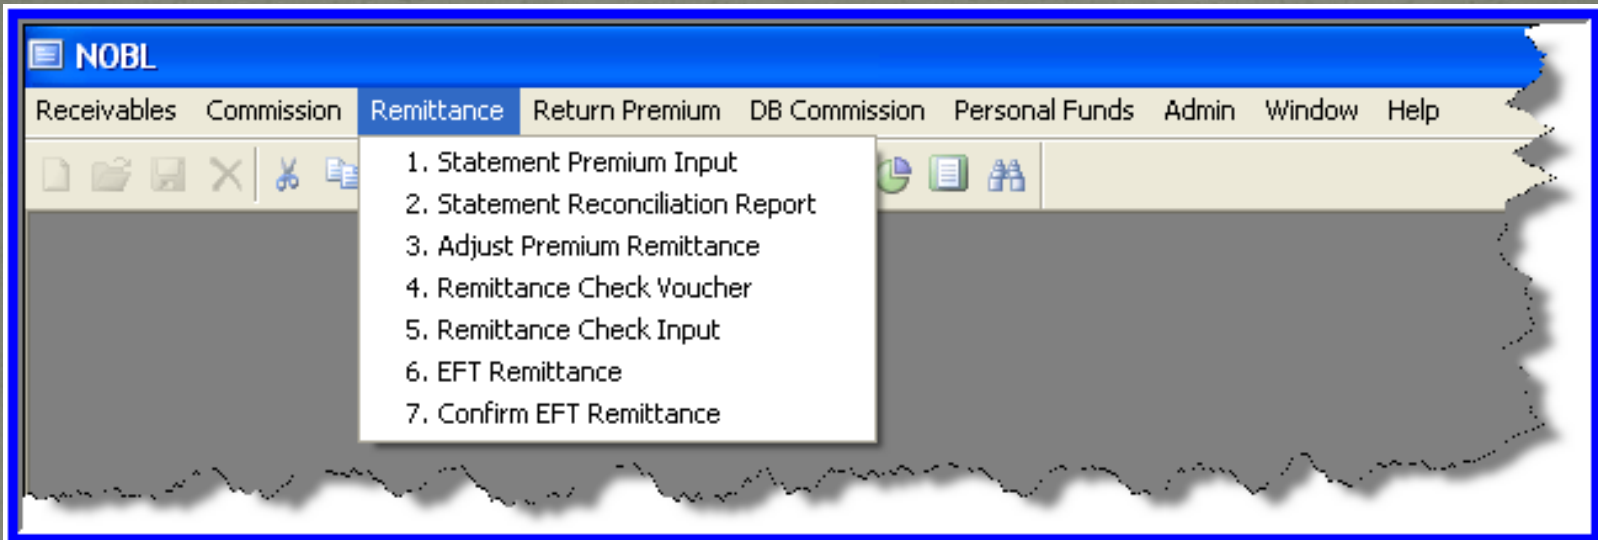 NOBL
Receivables Commission Remittance Return Premium DB Commission Personal Funds Admin Window Help
1. Statement Premium Input
2. Statement Reconciliation Report
3. Adjust Premium Remittance
4. Remittance Check Voucher
5. Remittance Check Input
6. EFT Remittance
7. Confirm EFT Remittance